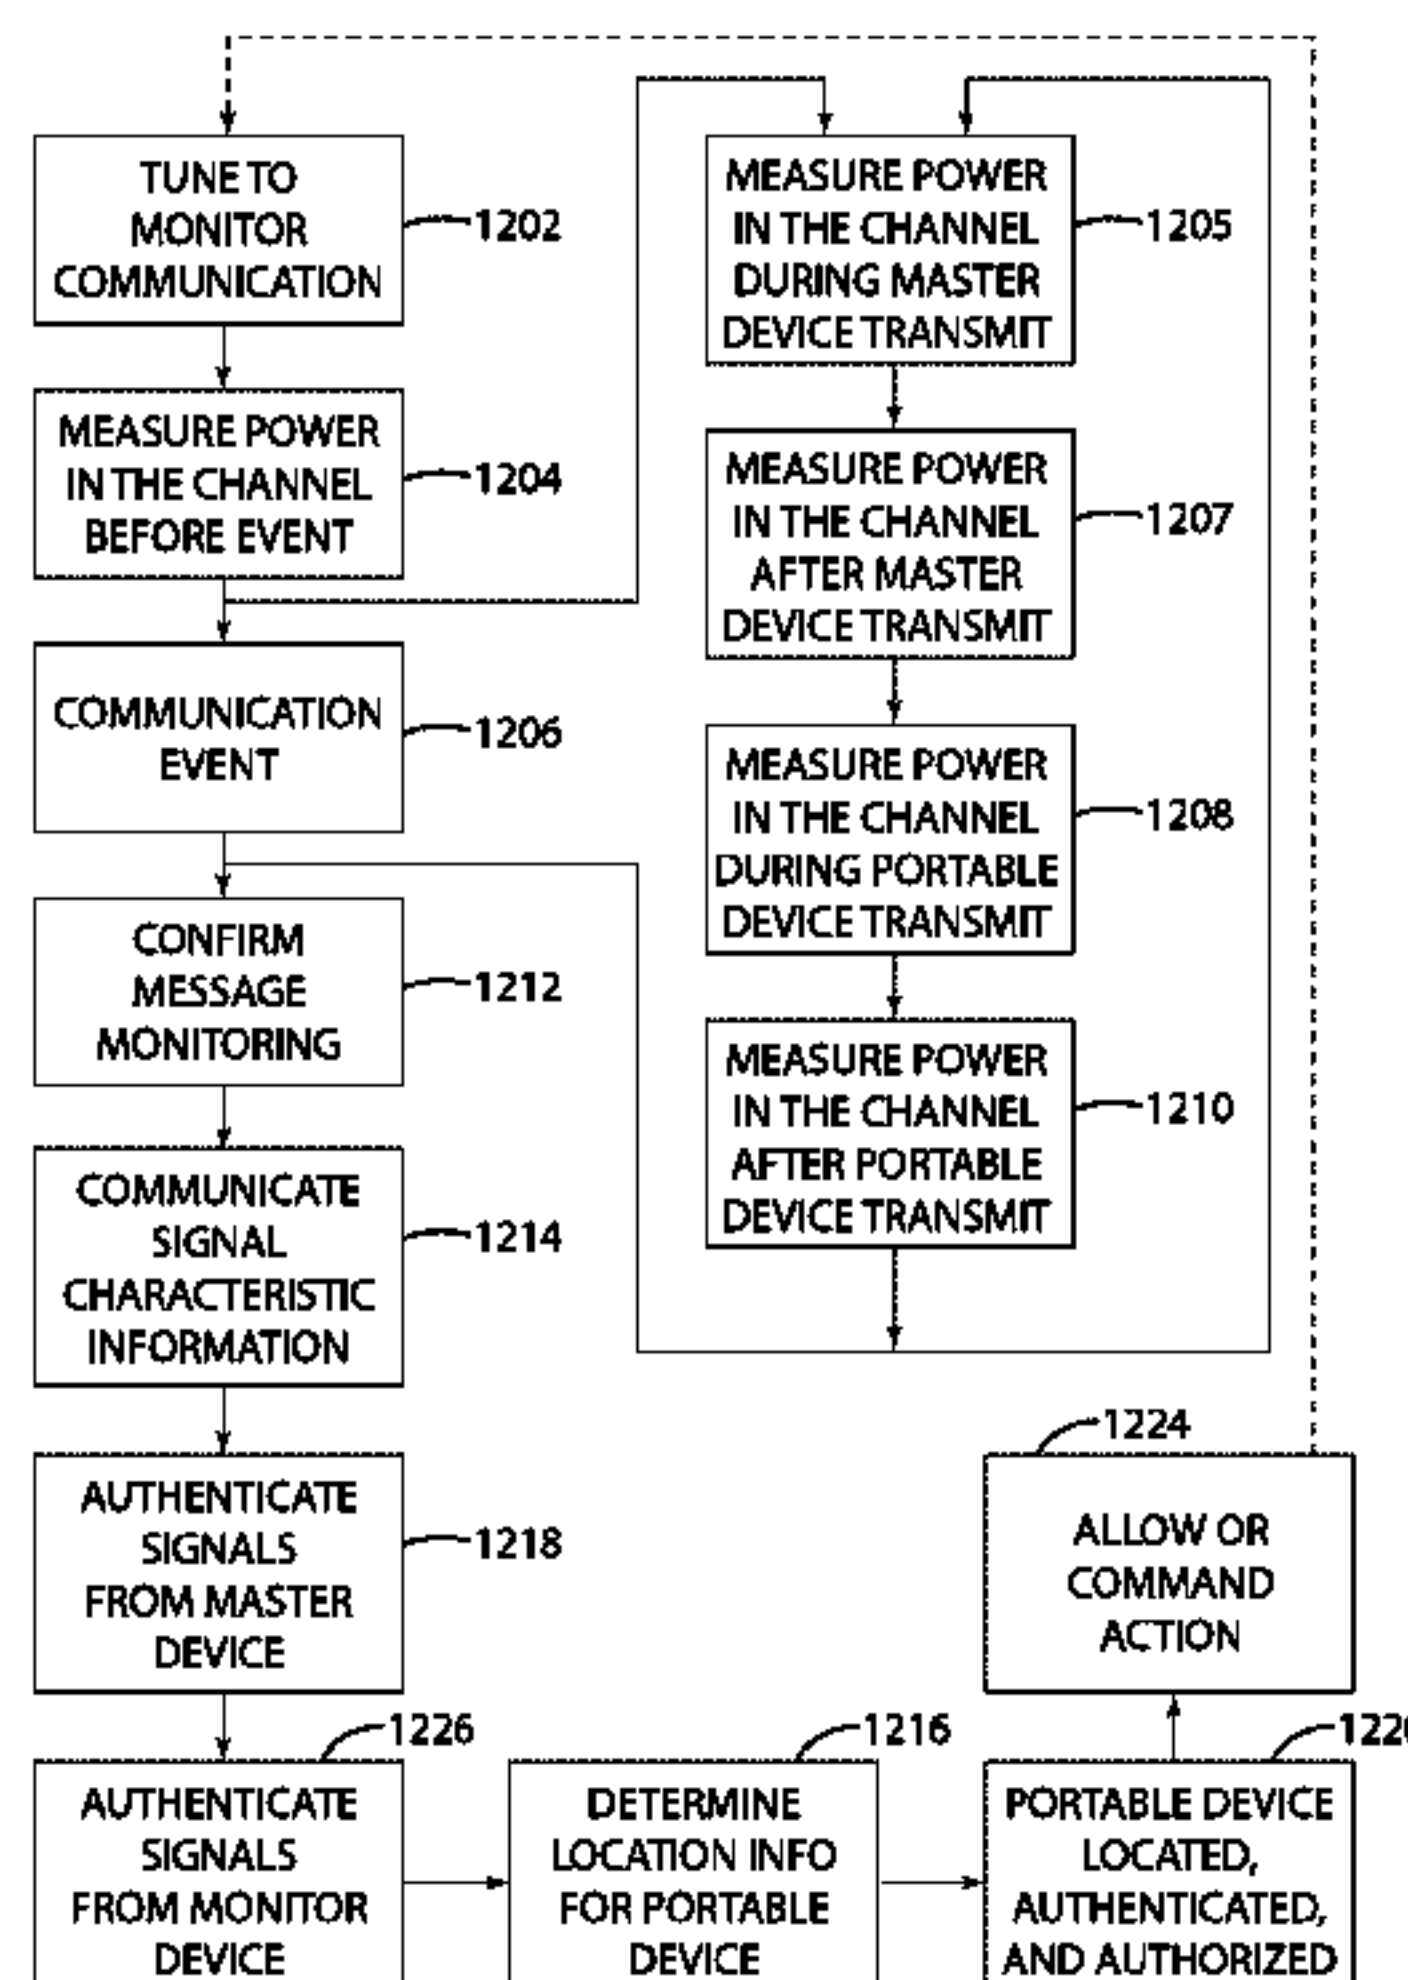 TUNE TO
MONITOR
COMMUNICATION
1202
MEASURE POWER
IN THE CHANNEL
BEFORE EVENT
1204
COMMUNICATION
EVENT
1206
CONFIRM
MESSAGE
MONITORING
1212
COMMUNICATE
SIGNAL
CHARACTERISTIC
INFORMATION
1214
AUTHENTICATE
SIGNALS
FROM MASTER
DEVICE
1218
MEASURE POWER
IN THE CHANNEL
DURING MASTER
DEVICE TRANSMIT
1205
MEASURE POWER
IN THE CHANNEL
AFTER MASTER
DEVICE TRANSMIT
1207
MEASURE POWER
IN THE CHANNEL
DURING PORTABLE
DEVICE TRANSMIT
1208
MEASURE POWER
IN THE CHANNEL
AFTER PORTABLE
DEVICE TRANSMIT
1210
1226
AUTHENTICATE
SIGNALS
FROM MONITOR
DEVICE
1216
DETERMINE
LOCATION INFO
FOR PORTABLE
DEVICE
PORTABLE DEVICE
LOCATED,
AUTHENTICATED,
AND AUTHORIZED
1224
ALLOW OR
COMMAND
ACTION